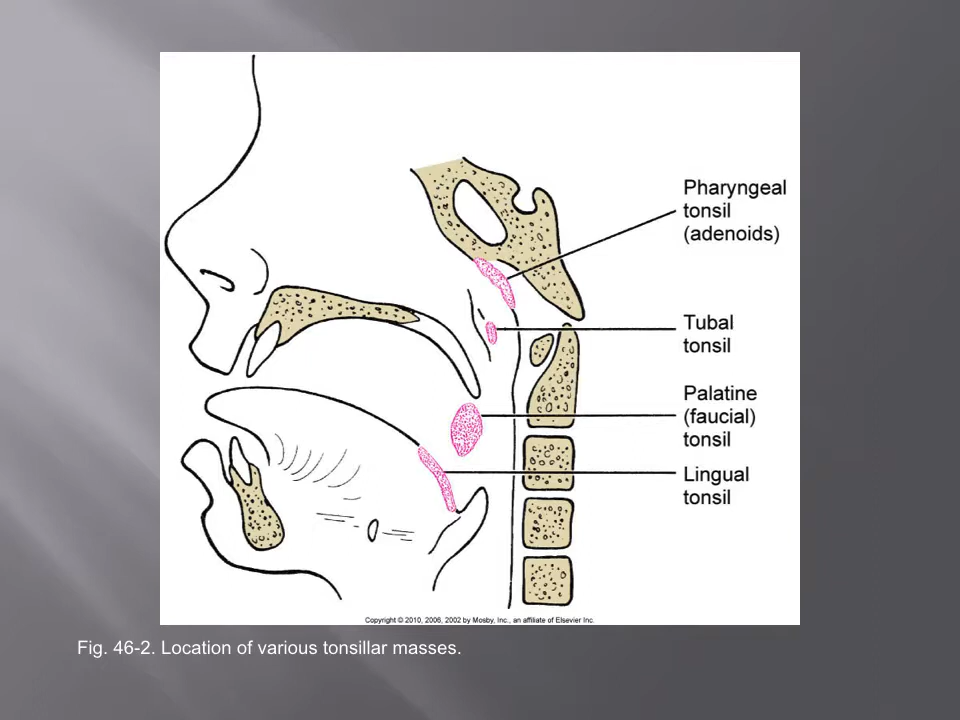 Pharyngeal
tonsil
(adenoids)
Tubal
tonsil
Palatine
(faucial)
tonsil
Lingual
tonsil
Copyright © 2010, 2006, 2002 by Mosby, Inc., an affiliate of Elsevier Inc.
Fig. 46-2. Location of various tonsillar masses.